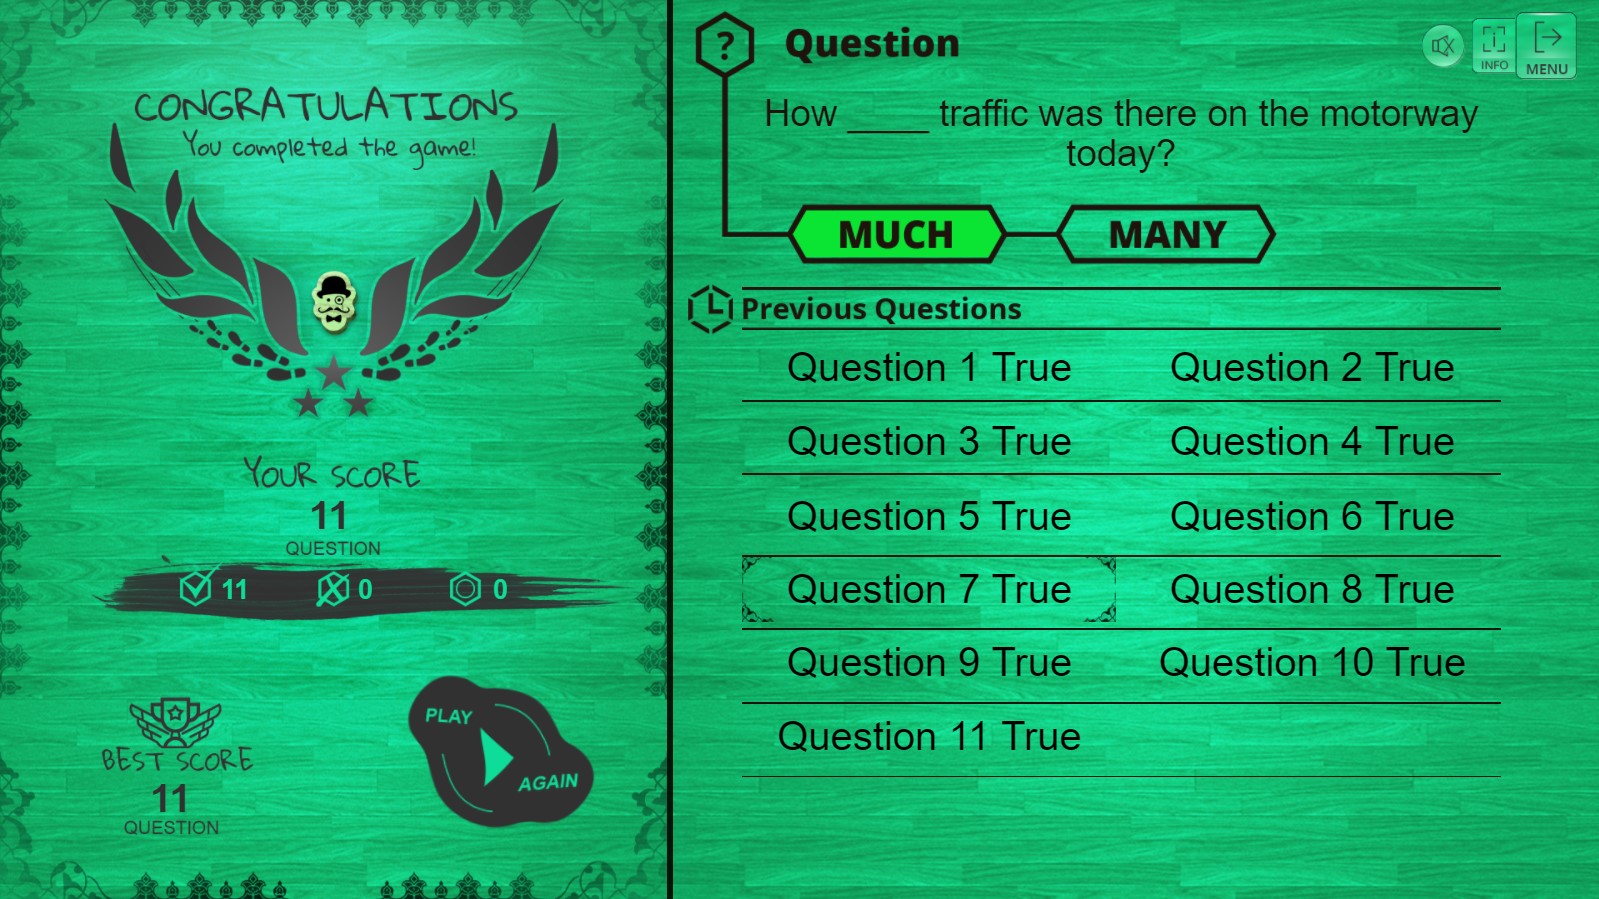 CONGRATULATIONS
You completed the game!
YOUR SCORE
11
QUESTION
11 0 0
BEST SCORE
11
QUESTION
PLAY
AGAIN
? Question
INFO
MENU
How ____ traffic was there on the motorway
today?
MUCH MANY
Previous Questions
Question 1 True Question 2 True
Question 3 True Question 4 True
Question 5 True Question 6 True
Question 7 True Question 8 True
Question 9 True Question 10 True
Question 11 True